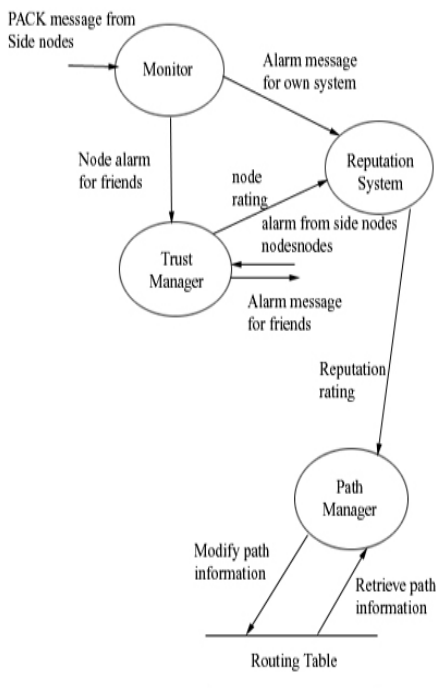 PACK message from
Side nodes
Monitor
Alarm message
for own system
Node alarm
for friends
node
rating
Reputation
System
alarm from side nodes
nodesnodes
Trust
Manager
Alarm message
for friends
Reputation
rating
Path
Manager
Modify path
information
Retrieve path
information
Routing Table